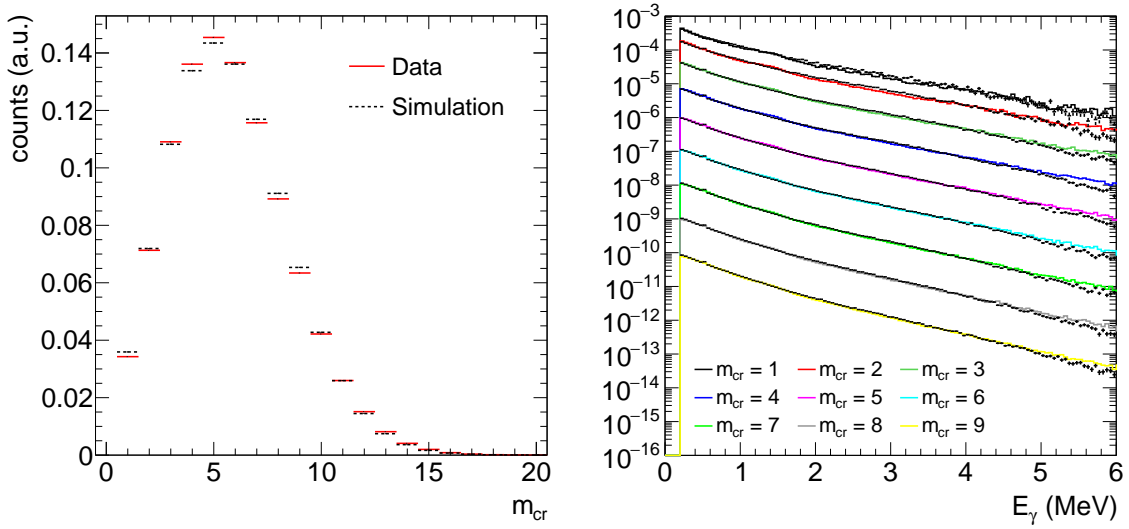 counts (a.u.)
0.14
0.12
0.1
0.08
0.06
0.04
0.02
0
Data
Simulation
0 5 10 15 20
m_cr
10⁻³
10⁻⁴
10⁻⁵
10⁻⁶
10⁻⁷
10⁻⁸
10⁻⁹
10⁻¹⁰
10⁻¹¹
10⁻¹²
10⁻¹³
10⁻¹⁴
10⁻¹⁵
10⁻¹⁶
m_cr = 1 m_cr = 2 m_cr = 3
m_cr = 4 m_cr = 5 m_cr = 6
m_cr = 7 m_cr = 8 m_cr = 9
0 1 2 3 4 5 6
E_γ (MeV)